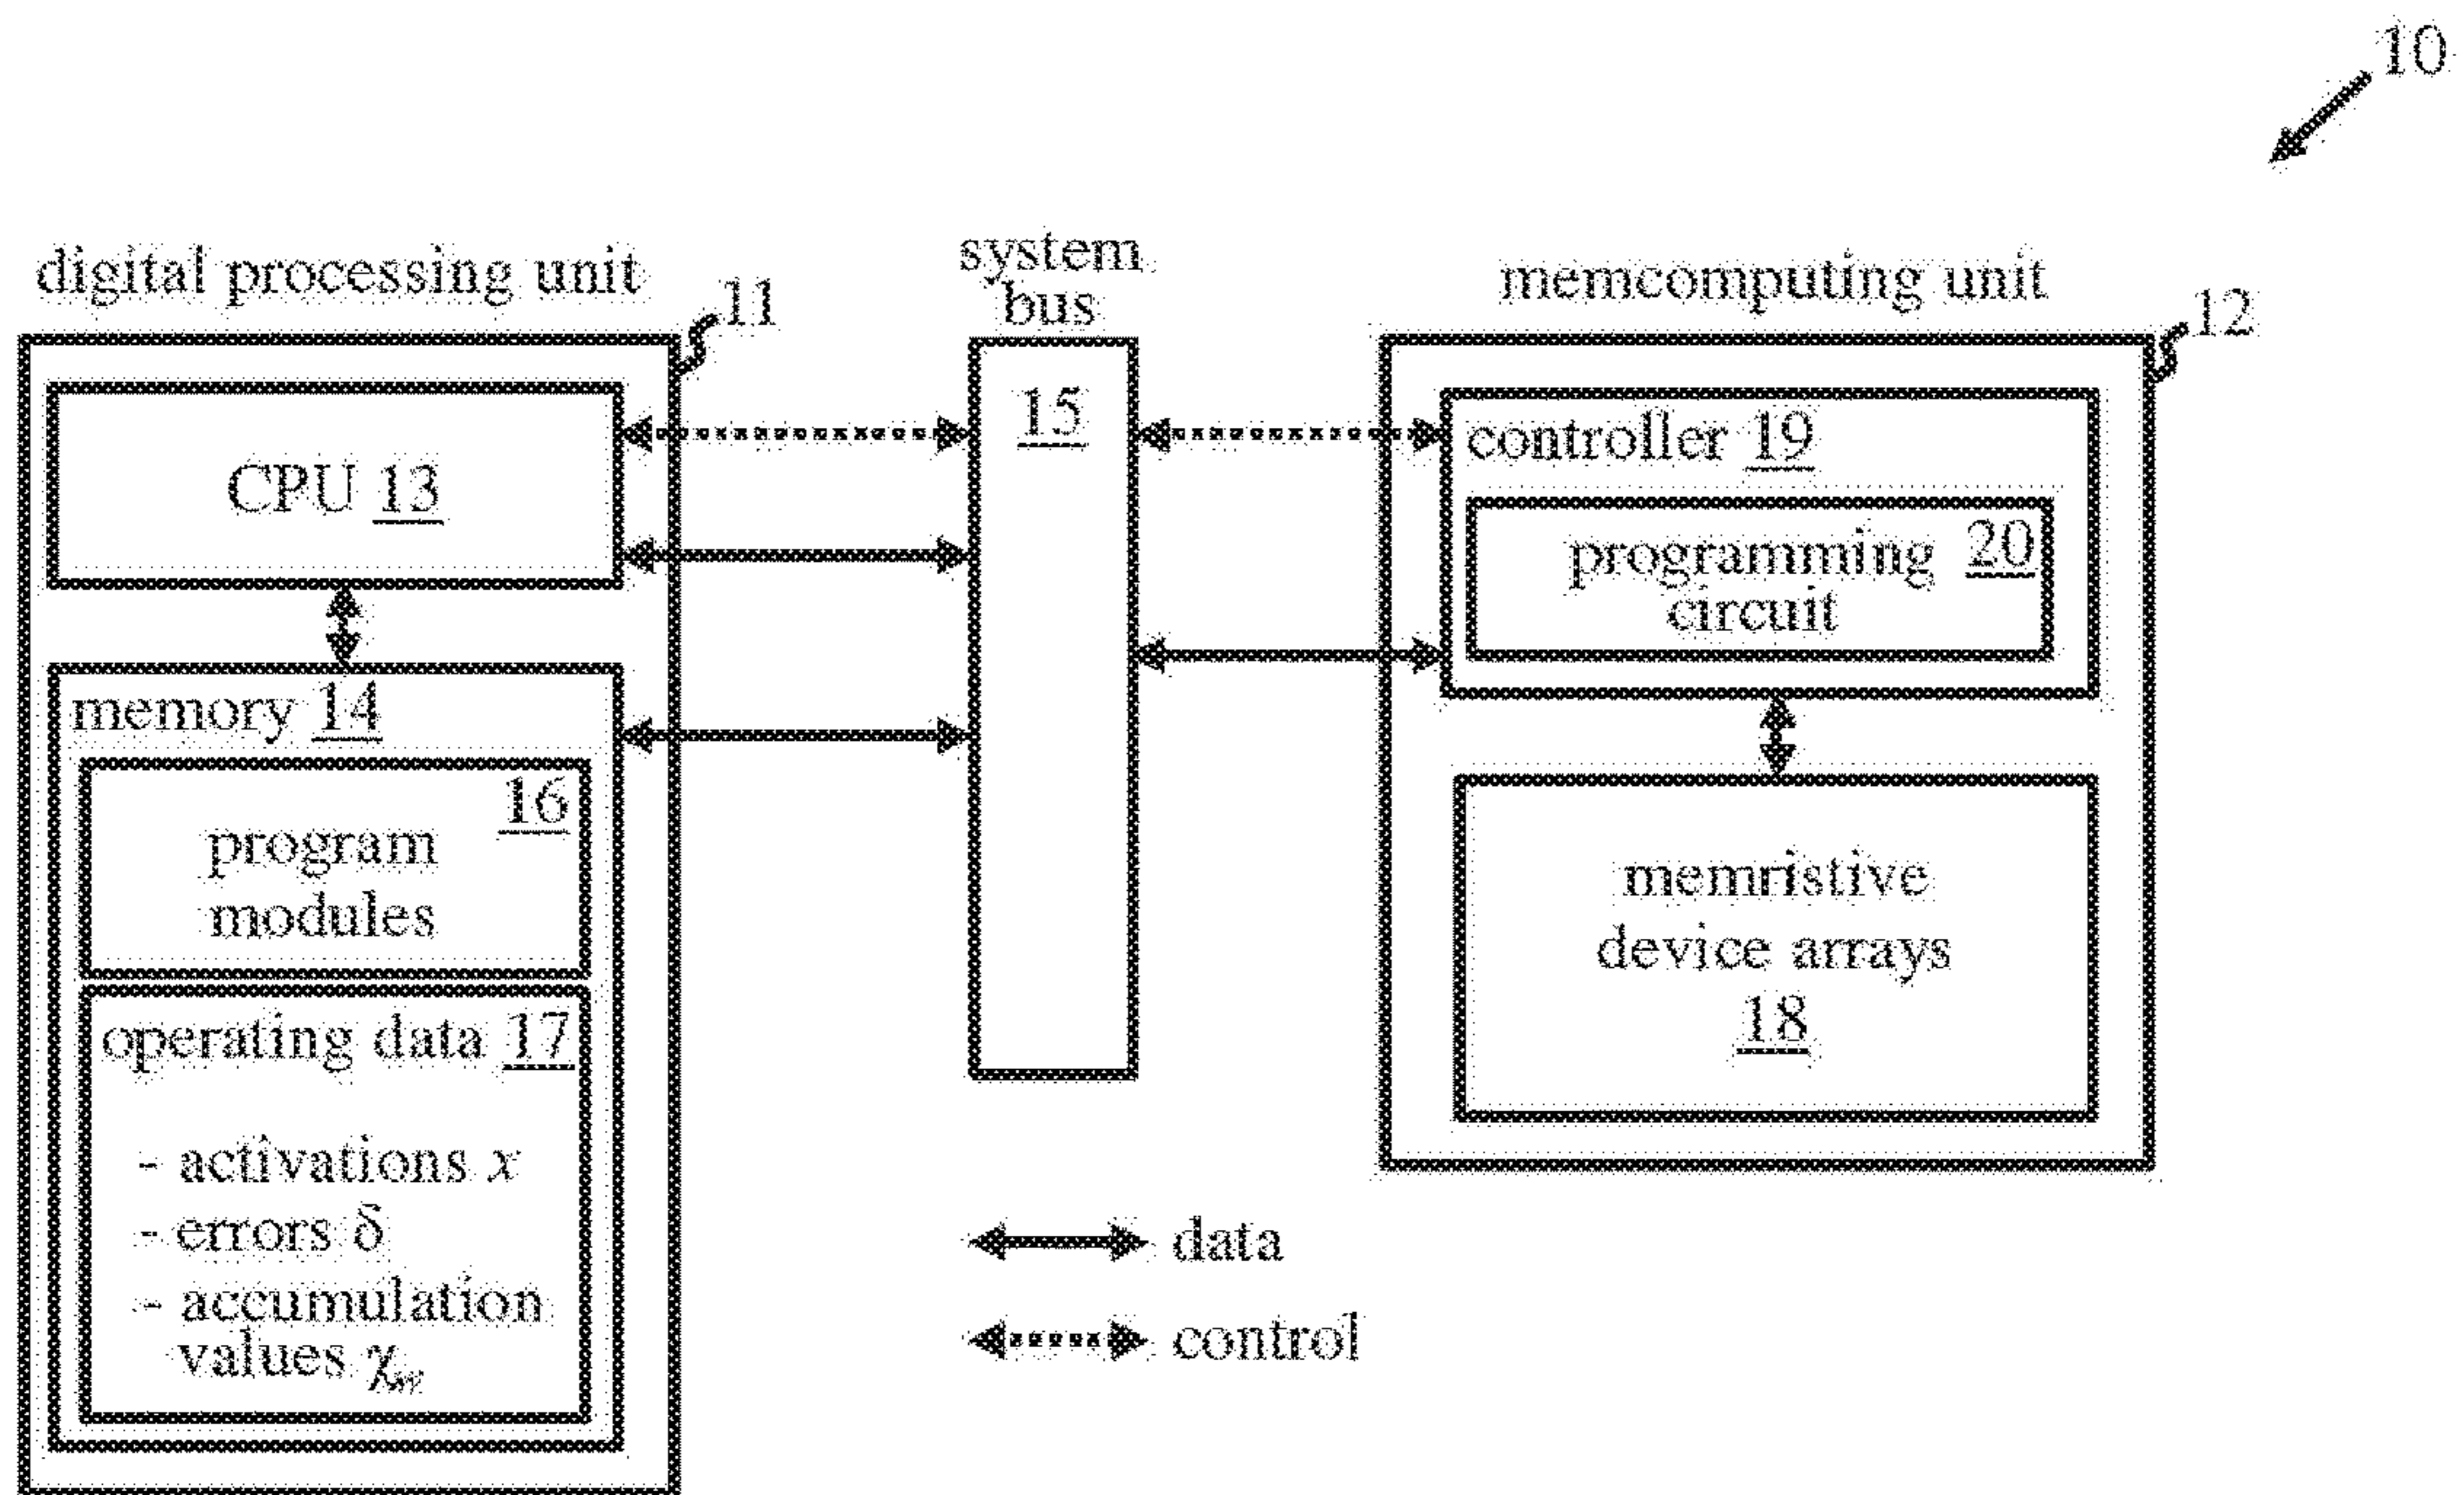 10
digital processing unit
11
CPU 13
memory 14
16
program
modules
operating data 17
- activations x
- errors δ
- accumulation
values χ
system
bus
15
memcomputing unit
12
controller 19
programming 20
circuit
memristive
device arrays
18
data
control